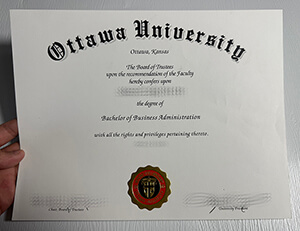 Ottawa University
Ottawa, Kansas
The Board of Trustees
upon the recommendation of the Faculty
hereby confers upon
the degree of
Bachelor of Business Administration
with all the rights and privileges pertaining thereto.